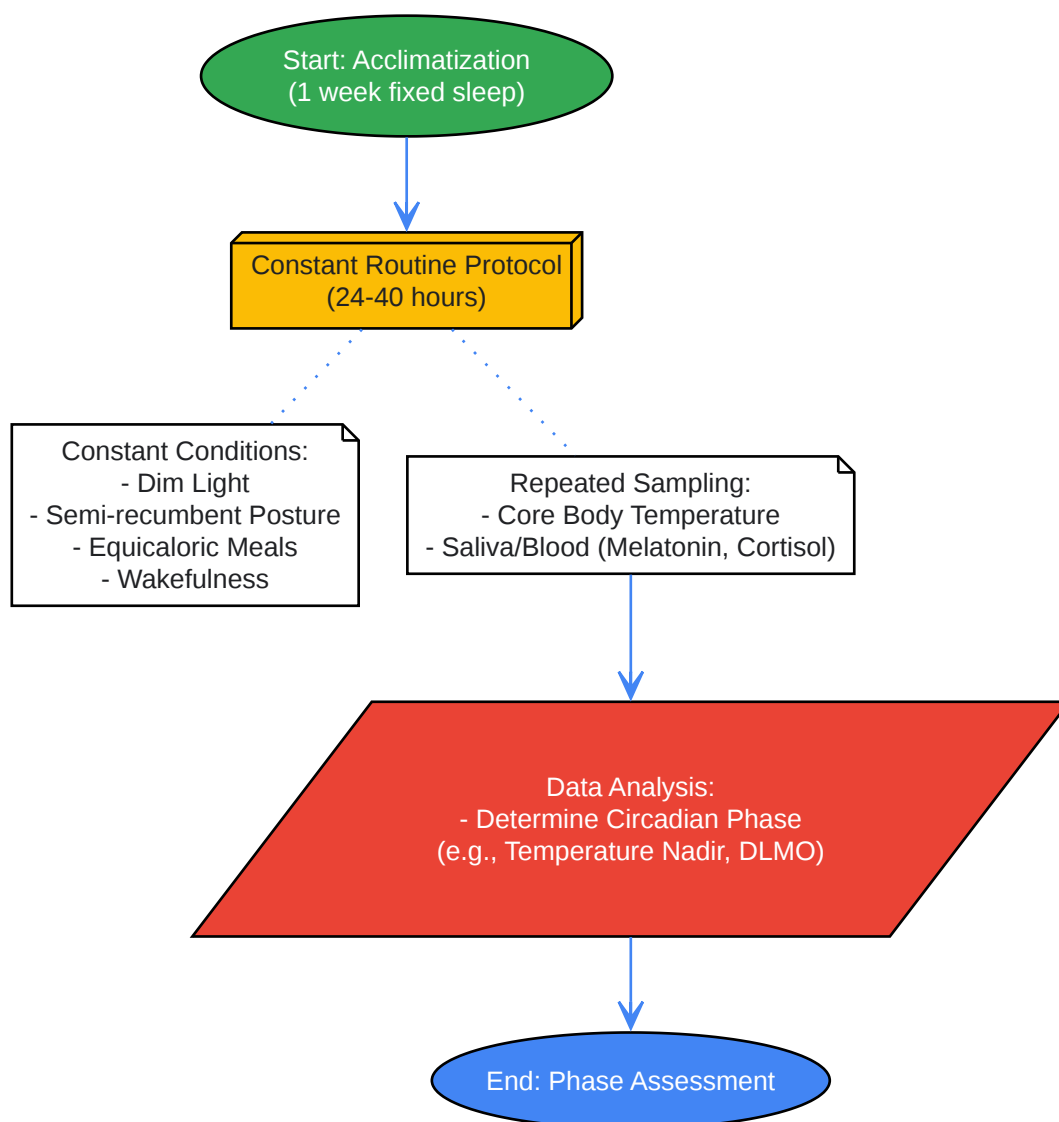 Start: Acclimatization
(1 week fixed sleep)
Constant Routine Protocol
(24-40 hours)
Constant Conditions:
- Dim Light
- Semi-recumbent Posture
- Equicaloric Meals
- Wakefulness
Repeated Sampling:
- Core Body Temperature
- Saliva/Blood (Melatonin, Cortisol)
Data Analysis:
- Determine Circadian Phase
(e.g., Temperature Nadir, DLMO)
End: Phase Assessment